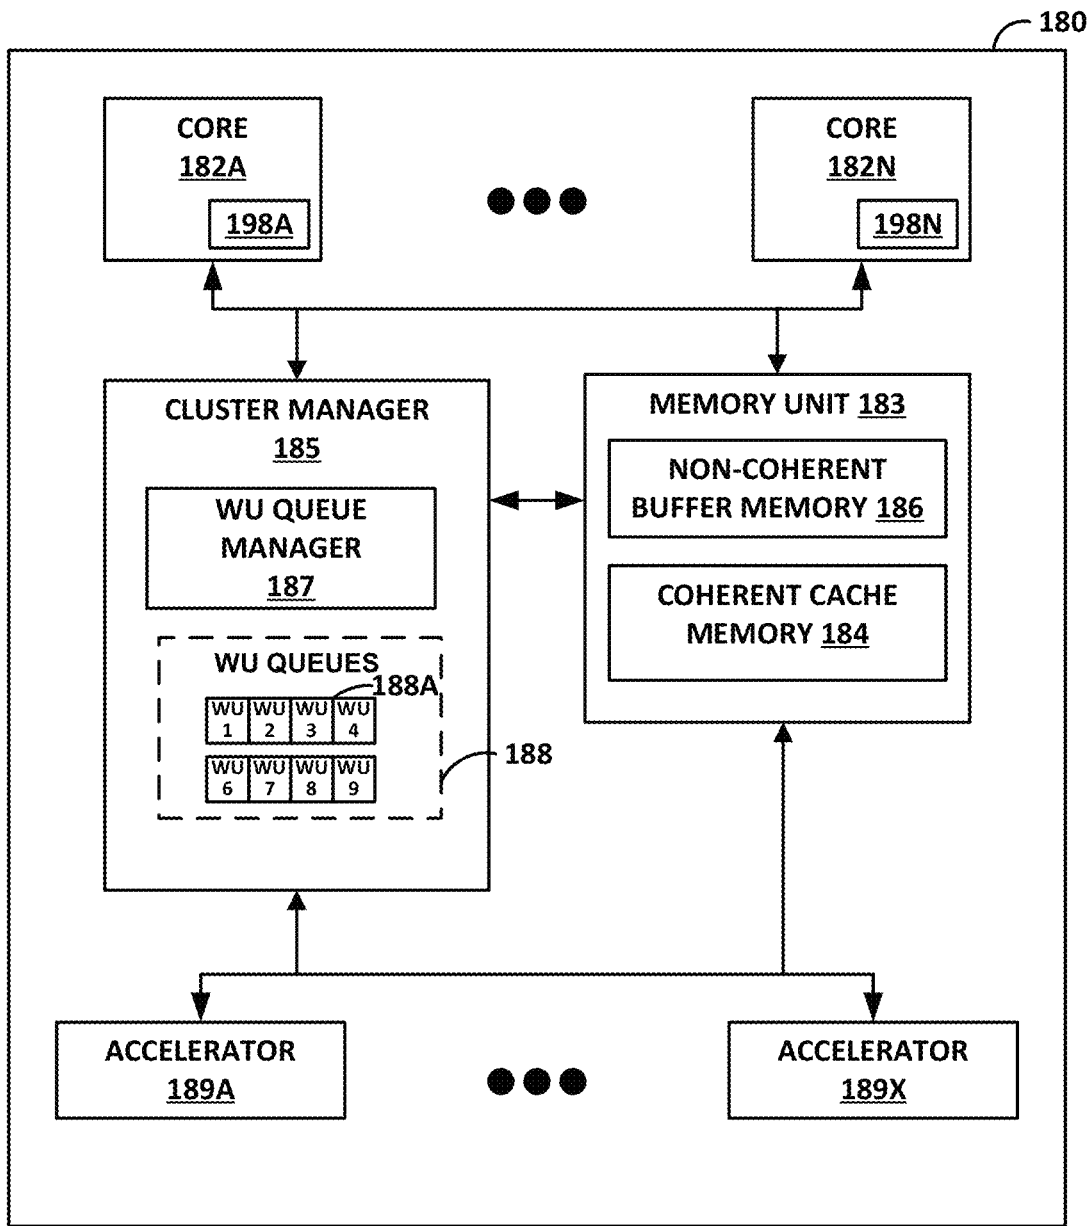 180
CORE
182A
198A
CORE
182N
198N
CLUSTER MANAGER
185
WU QUEUE
MANAGER
187
WU QUEUES
188A
WU WU WU WU
1 2 3 4
WU WU WU WU
6 7 8 9
188
MEMORY UNIT 183
NON-COHERENT
BUFFER MEMORY 186
COHERENT CACHE
MEMORY 184
ACCELERATOR
189A
ACCELERATOR
189X